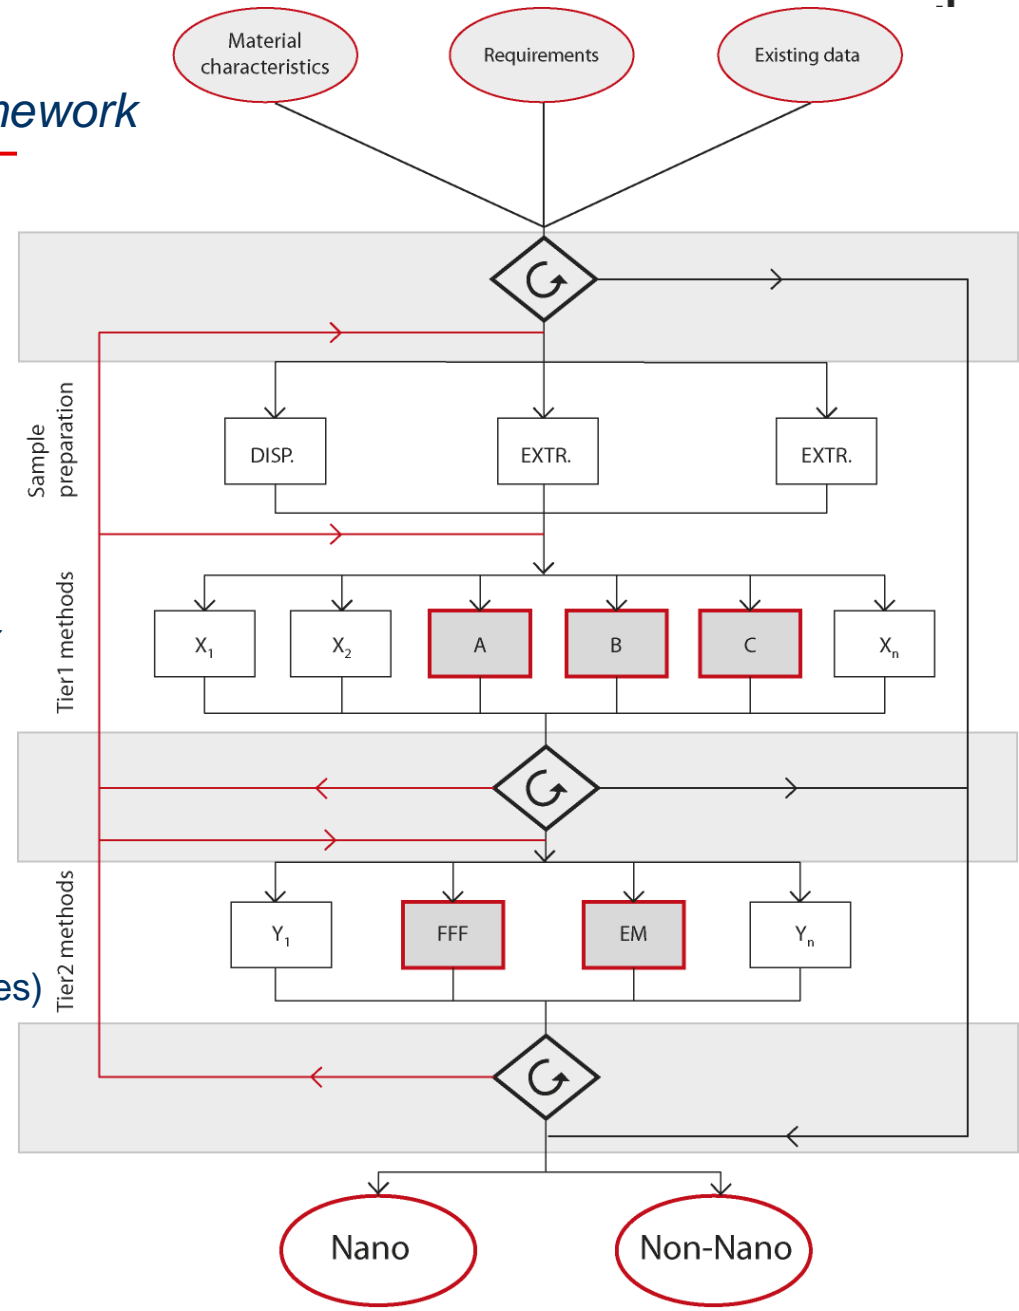 Material
characteristics
Requirements
Existing data
mework
Sample
preparation
DISP.
EXTR.
EXTR.
Tier1 methods
X1
X2
A
B
C
Xn
Tier2 methods
Y1
FFF
EM
Yn
es)
Nano
Non-Nano